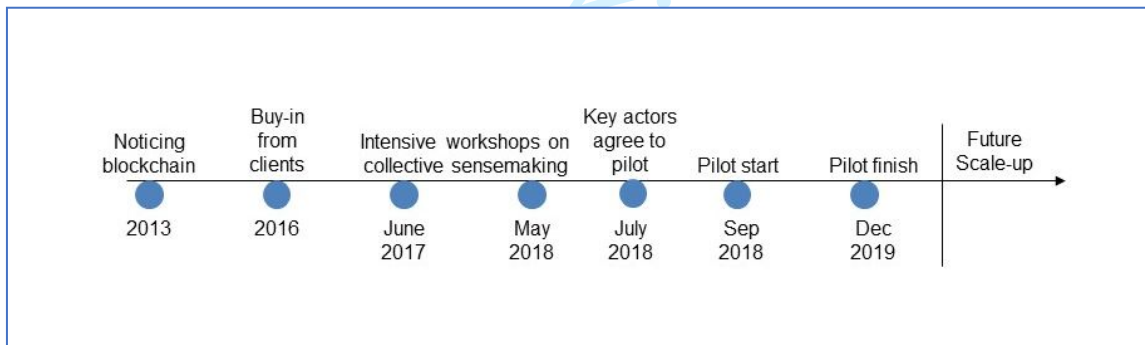 Noticing
blockchain
Buy-in
from
clients
Intensive workshops on
collective sensemaking
Key actors
agree to
pilot
Pilot start
Pilot finish
Future
Scale-up
2013
2016
June
2017
May
2018
July
2018
Sep
2018
Dec
2019